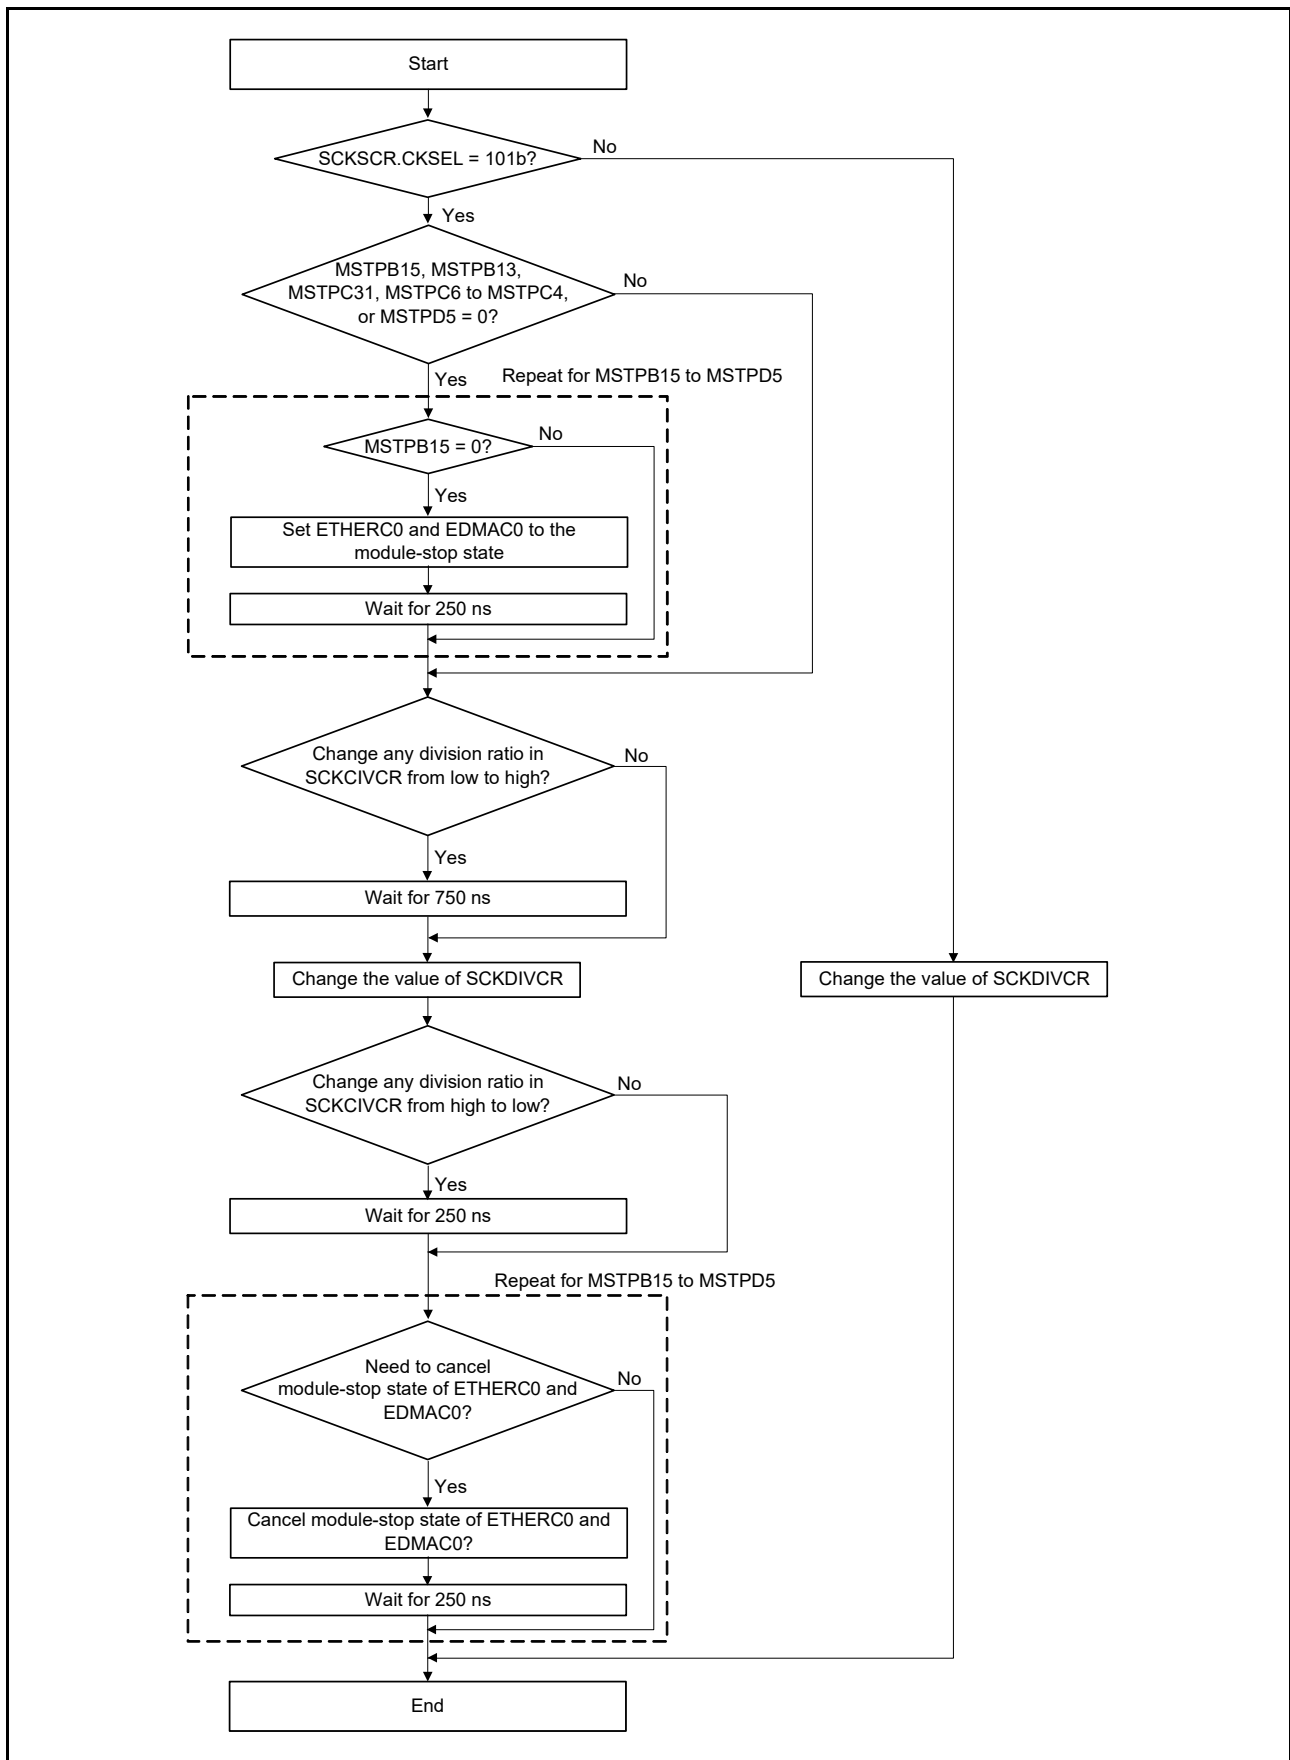 Start
SCKSCR.CKSEL = 101b?
No
Yes
MSTPB15, MSTPB13,
MSTPC31, MSTPC6 to MSTPC4,
or MSTPD5 = 0?
No
Yes
Repeat for MSTPB15 to MSTPD5
MSTPB15 = 0?
No
Yes
Set ETHERC0 and EDMAC0 to the
module-stop state
Wait for 250 ns
Change any division ratio in
SCKCIVCR from low to high?
No
Yes
Wait for 750 ns
Change the value of SCKDIVCR
Change the value of SCKDIVCR
Change any division ratio in
SCKCIVCR from high to low?
No
Yes
Wait for 250 ns
Repeat for MSTPB15 to MSTPD5
Need to cancel
module-stop state of ETHERC0 and
EDMAC0?
No
Yes
Cancel module-stop state of ETHERC0 and
EDMAC0?
Wait for 250 ns
End